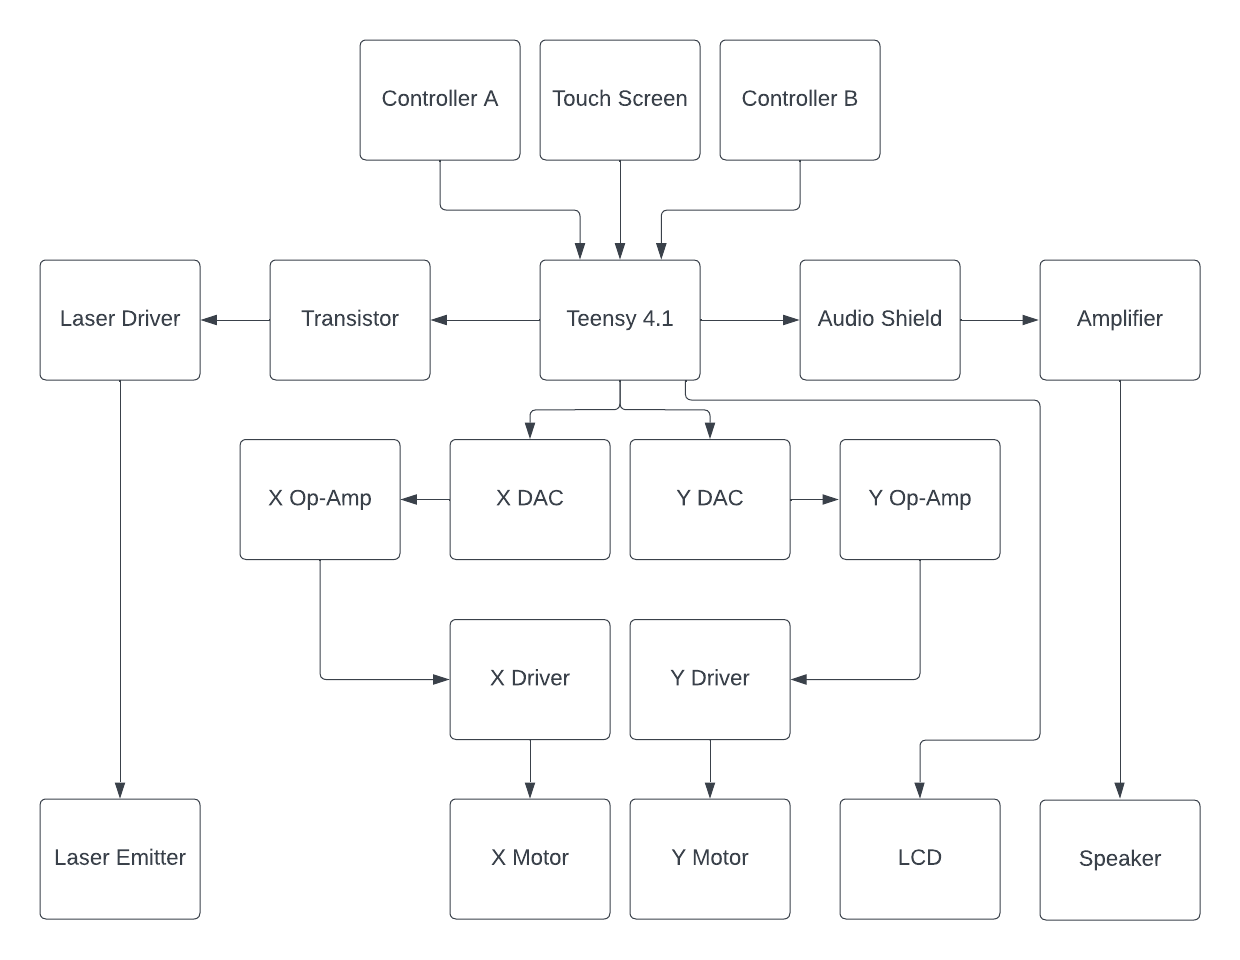 Controller A
Touch Screen
Controller B
Laser Driver
Transistor
Teensy 4.1
Audio Shield
Amplifier
X Op-Amp
X DAC
Y DAC
Y Op-Amp
X Driver
Y Driver
Laser Emitter
X Motor
Y Motor
LCD
Speaker